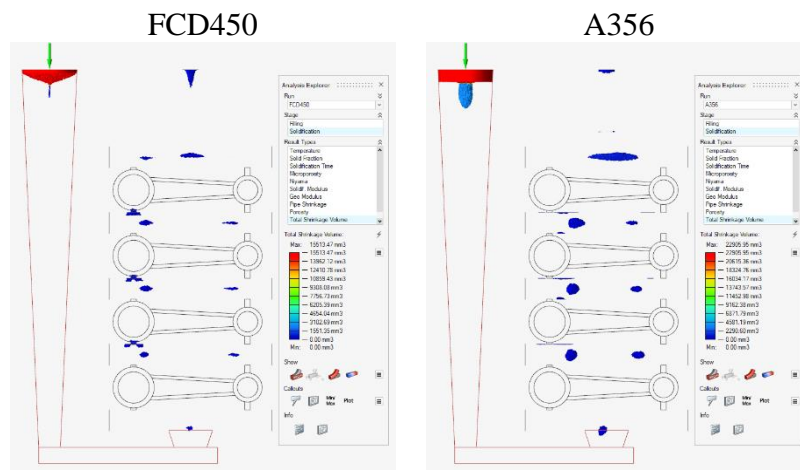 FCD450
A356
Analysis Explorer
Run
FCD450
Stage
Filling
Solidification
Result Types
Temperature
Solid Fraction
Solidification Time
Microporosity
Niyama
Solidif. Modulus
Geo Modulus
Pipe Shrinkage
Porosity
Total Shrinkage Volume
Total Shrinkage Volume:
Max: 15513.47 mm3
15513.47 mm3
13962.12 mm3
12410.78 mm3
10859.43 mm3
9308.08 mm3
7756.73 mm3
6205.39 mm3
4654.04 mm3
3102.69 mm3
1551.35 mm3
0.00 mm3
Min: 0.00 mm3
Show
Callouts
Min/Max
Plot
Info
Analysis Explorer
Run
A356
Stage
Filling
Solidification
Result Types
Temperature
Solid Fraction
Solidification Time
Microporosity
Niyama
Solidif. Modulus
Geo Modulus
Pipe Shrinkage
Porosity
Total Shrinkage Volume
Total Shrinkage Volume:
Max: 22905.95 mm3
22905.95 mm3
20615.36 mm3
18324.76 mm3
16034.17 mm3
13743.57 mm3
11452.98 mm3
9162.38 mm3
6871.79 mm3
4581.19 mm3
2290.60 mm3
0.00 mm3
Min: 0.00 mm3
Show
Callouts
Min/Max
Plot
Info